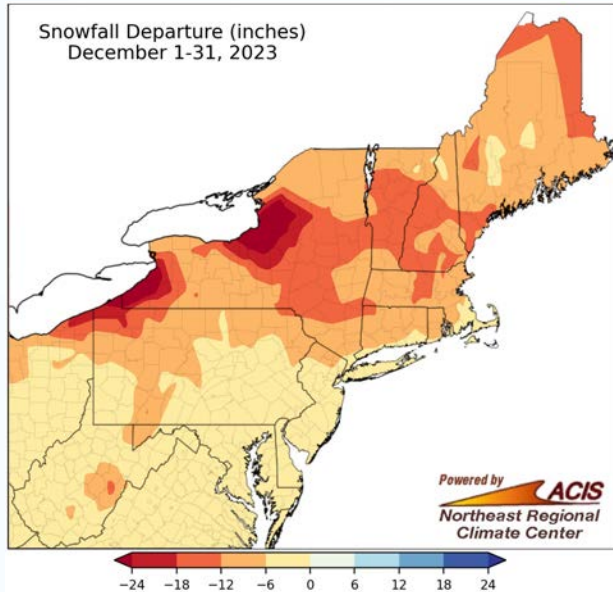 Snowfall Departure (inches)
December 1-31, 2023
Powered by
ACIS
Northeast Regional
Climate Center
−24 −18 −12 −6 0 6 12 18 24